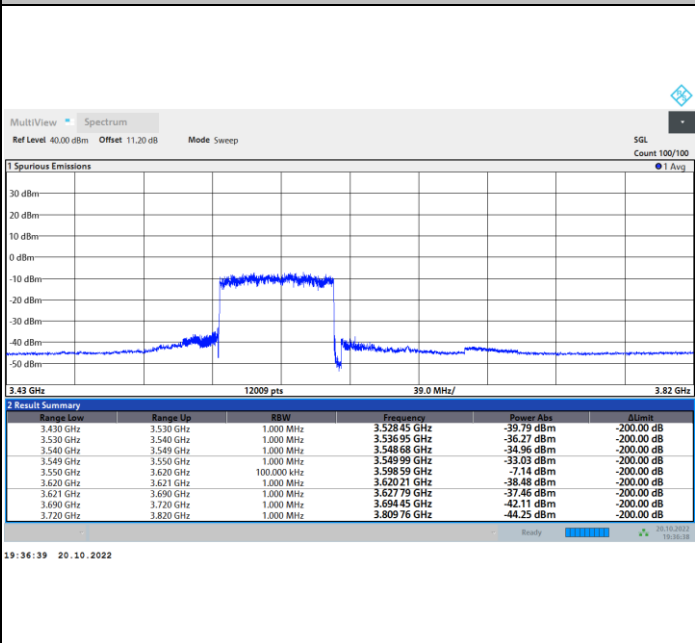 MultiView Spectrum
Ref Level 40.00 dBm Offset 11.20 dB Mode Sweep SGL
Count 100/100
1 Spurious Emissions 1 Avg
30 dBm
20 dBm
10 dBm
0 dBm
-10 dBm
-20 dBm
-30 dBm
-40 dBm
-50 dBm
3.43 GHz 12009 pts 39.0 MHz/ 3.82 GHz
2 Result Summary
Range Low Range Up RBW Frequency Power Abs ΔLimit
3.430 GHz 3.530 GHz 1.000 MHz 3.528 45 GHz -39.79 dBm -200.00 dB
3.530 GHz 3.540 GHz 1.000 MHz 3.536 95 GHz -36.27 dBm -200.00 dB
3.540 GHz 3.549 GHz 1.000 MHz 3.548 68 GHz -34.96 dBm -200.00 dB
3.549 GHz 3.550 GHz 1.000 MHz 3.549 99 GHz -33.03 dBm -200.00 dB
3.550 GHz 3.620 GHz 100.000 kHz 3.598 59 GHz -7.14 dBm -200.00 dB
3.620 GHz 3.621 GHz 1.000 MHz 3.620 21 GHz -38.48 dBm -200.00 dB
3.621 GHz 3.690 GHz 1.000 MHz 3.627 79 GHz -37.46 dBm -200.00 dB
3.690 GHz 3.720 GHz 1.000 MHz 3.694 45 GHz -42.11 dBm -200.00 dB
3.720 GHz 3.820 GHz 1.000 MHz 3.809 76 GHz -44.25 dBm -200.00 dB
Ready 20.10.2022
19:36:38
19:36:39 20.10.2022